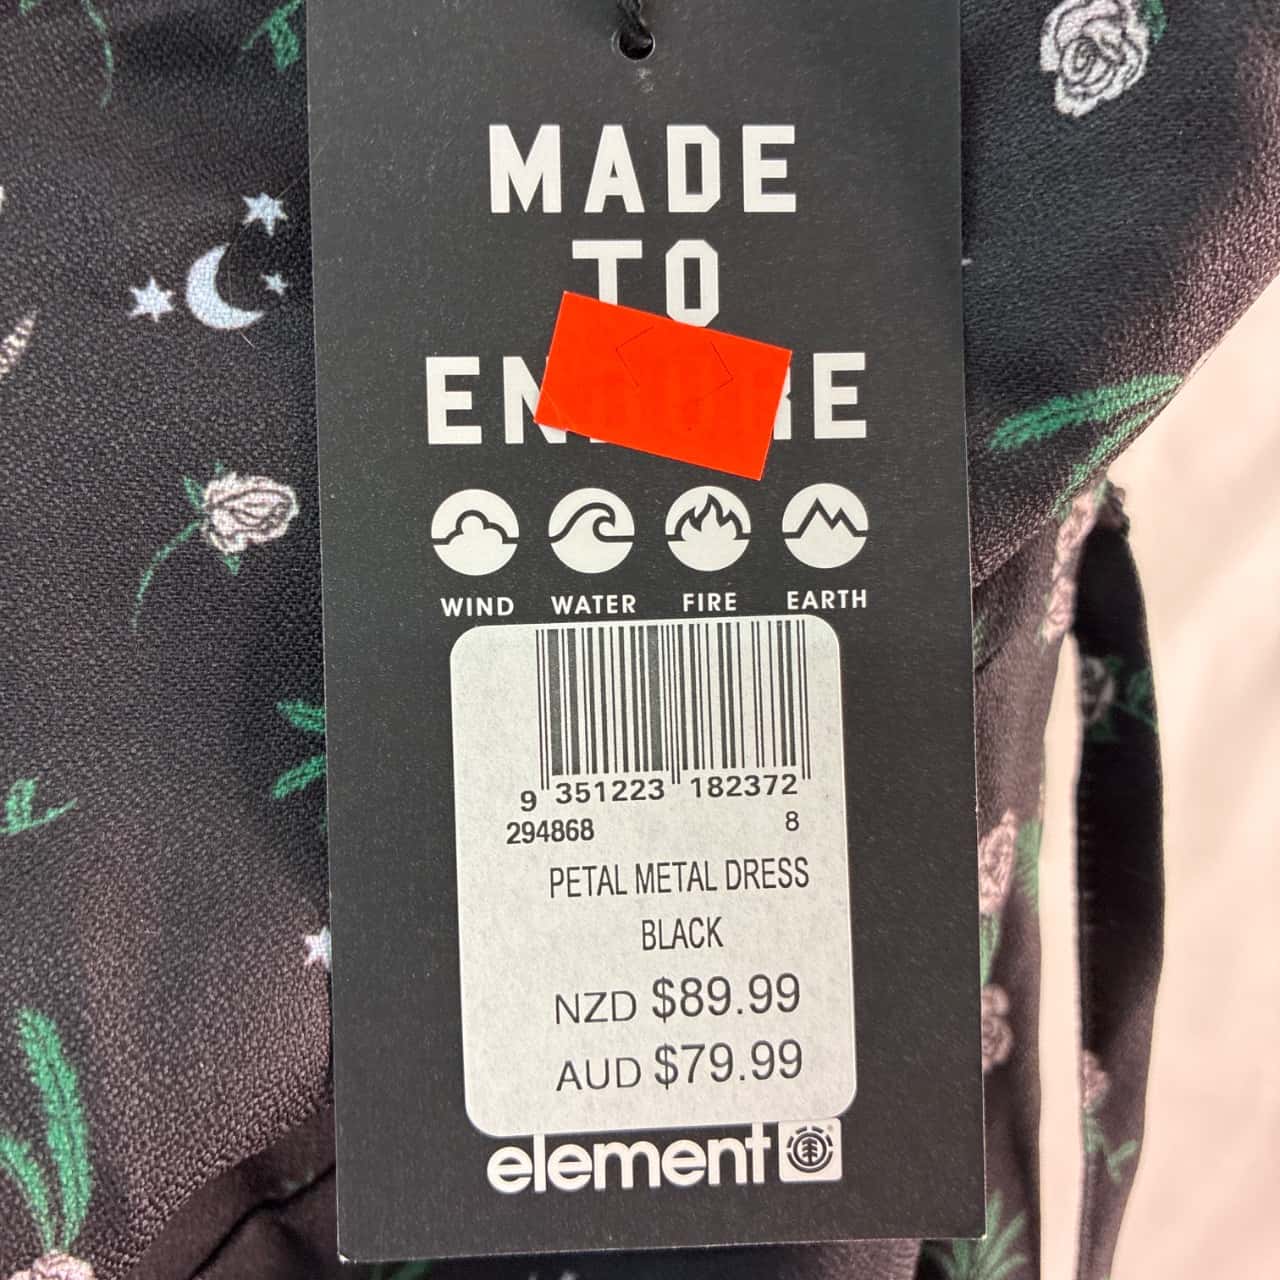 MADE
TO
ENDURE
WIND WATER FIRE EARTH
9 351223 182372
294868 8
PETAL METAL DRESS
BLACK
NZD $89.99
AUD $79.99
element